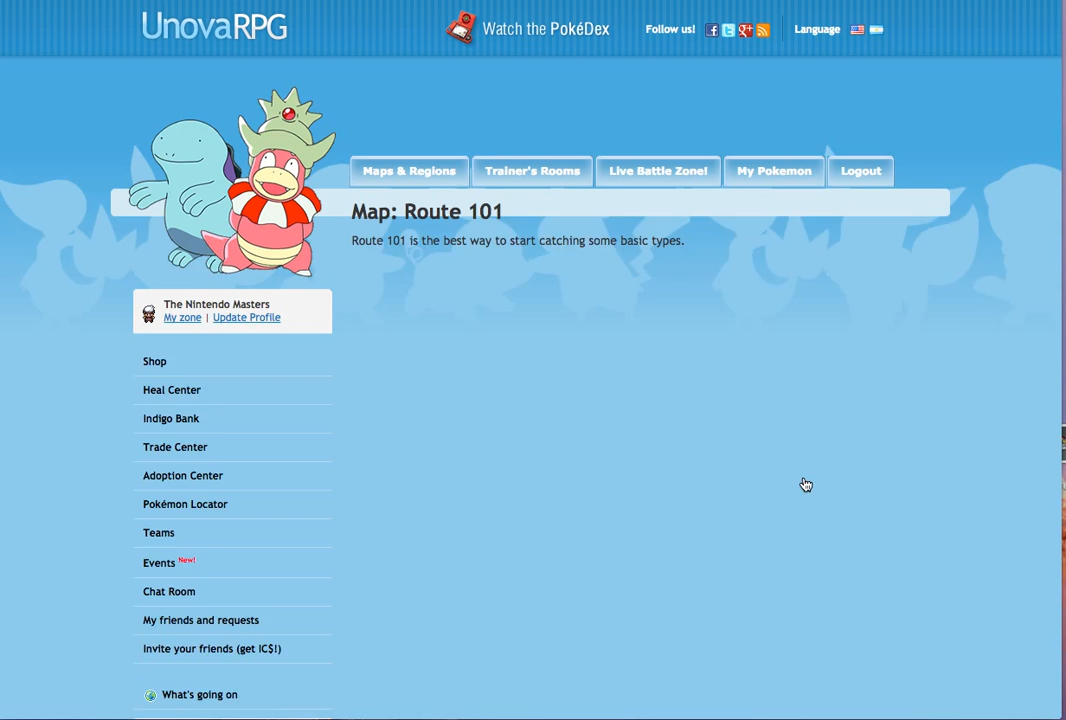 UnovaRPG
Watch the PokéDex
Follow us!
Language
Maps & Regions
Trainer's Rooms
Live Battle Zone!
My Pokemon
Logout
Map: Route 101
Route 101 is the best way to start catching some basic types.
The Nintendo Masters
My zone | Update Profile
Shop
Heal Center
Indigo Bank
Trade Center
Adoption Center
Pokémon Locator
Teams
Events New!
Chat Room
My friends and requests
Invite your friends (get IC$!)
What's going on